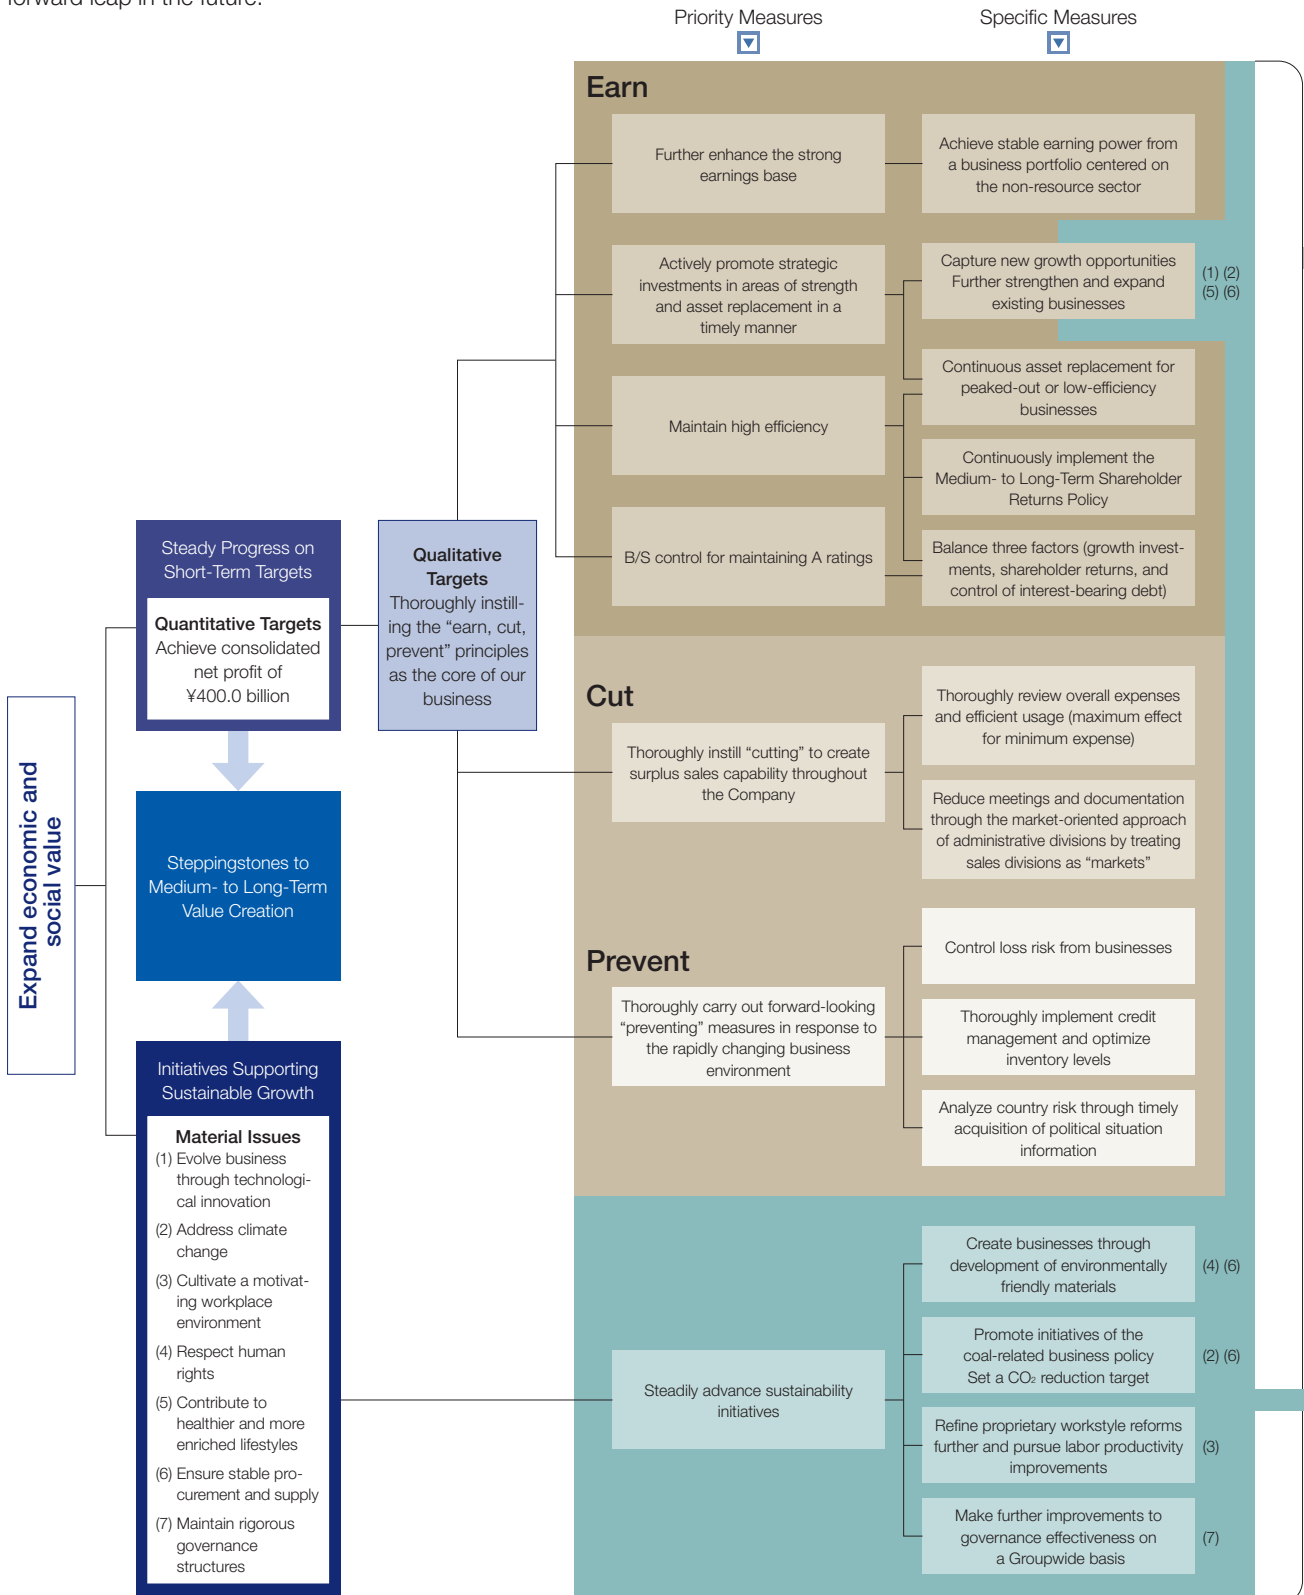 forward leap in the future.
Priority Measures
Specific Measures
Earn
Further enhance the strong
earnings base
Achieve stable earning power from
a business portfolio centered on
the non-resource sector
Actively promote strategic
investments in areas of strength
and asset replacement in a
timely manner
Capture new growth opportunities
Further strengthen and expand
existing businesses
(1) (2)
(5) (6)
Continuous asset replacement for
peaked-out or low-efficiency
businesses
Maintain high efficiency
Continuously implement the
Medium- to Long-Term Shareholder
Returns Policy
B/S control for maintaining A ratings
Balance three factors (growth invest-
ments, shareholder returns, and
control of interest-bearing debt)
Steady Progress on
Short-Term Targets
Quantitative Targets
Achieve consolidated
net profit of
¥400.0 billion
Qualitative
Targets
Thoroughly instill-
ing the “earn, cut,
prevent” principles
as the core of our
business
Cut
Thoroughly instill “cutting” to create
surplus sales capability throughout
the Company
Thoroughly review overall expenses
and efficient usage (maximum effect
for minimum expense)
Reduce meetings and documentation
through the market-oriented approach
of administrative divisions by treating
sales divisions as “markets”
Expand economic and
social value
Steppingstones to
Medium- to Long-Term
Value Creation
Prevent
Thoroughly carry out forward-looking
“preventing” measures in response to
the rapidly changing business
environment
Control loss risk from businesses
Thoroughly implement credit
management and optimize
inventory levels
Analyze country risk through timely
acquisition of political situation
information
Initiatives Supporting
Sustainable Growth
Material Issues
(1) Evolve business
through technologi-
cal innovation
(2) Address climate
change
(3) Cultivate a motivat-
ing workplace
environment
(4) Respect human
rights
(5) Contribute to
healthier and more
enriched lifestyles
(6) Ensure stable pro-
curement and supply
(7) Maintain rigorous
governance
structures
Steadily advance sustainability
initiatives
Create businesses through
development of environmentally
friendly materials
(4) (6)
Promote initiatives of the
coal-related business policy
Set a CO₂ reduction target
(2) (6)
Refine proprietary workstyle reforms
further and pursue labor productivity
improvements
(3)
Make further improvements to
governance effectiveness on
a Groupwide basis
(7)